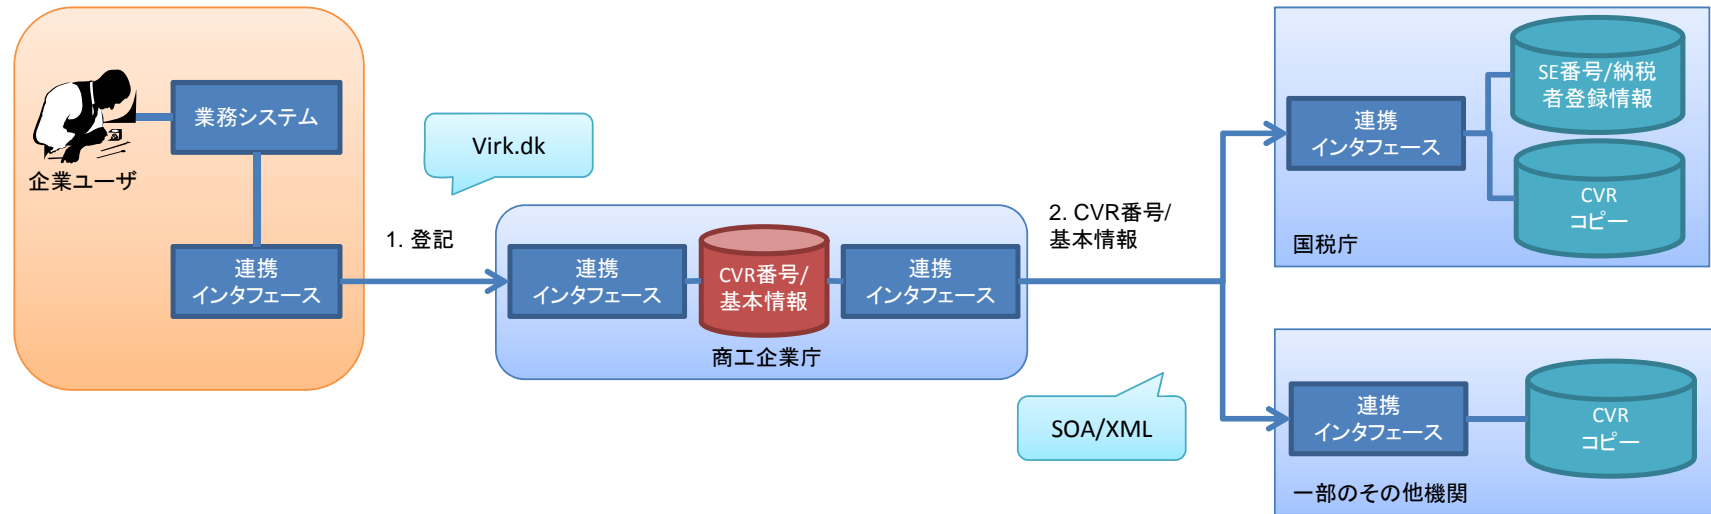 業務システム
企業ユーザ
連携
インタフェース
1. 登記
Virk.dk
連携
インタフェース
CVR番号/
基本情報
連携
インタフェース
商工企業庁
2. CVR番号/
基本情報
SOA/XML
連携
インタフェース
SE番号/納税
者登録情報
CVR
コピー
国税庁
連携
インタフェース
CVR
コピー
一部のその他機関